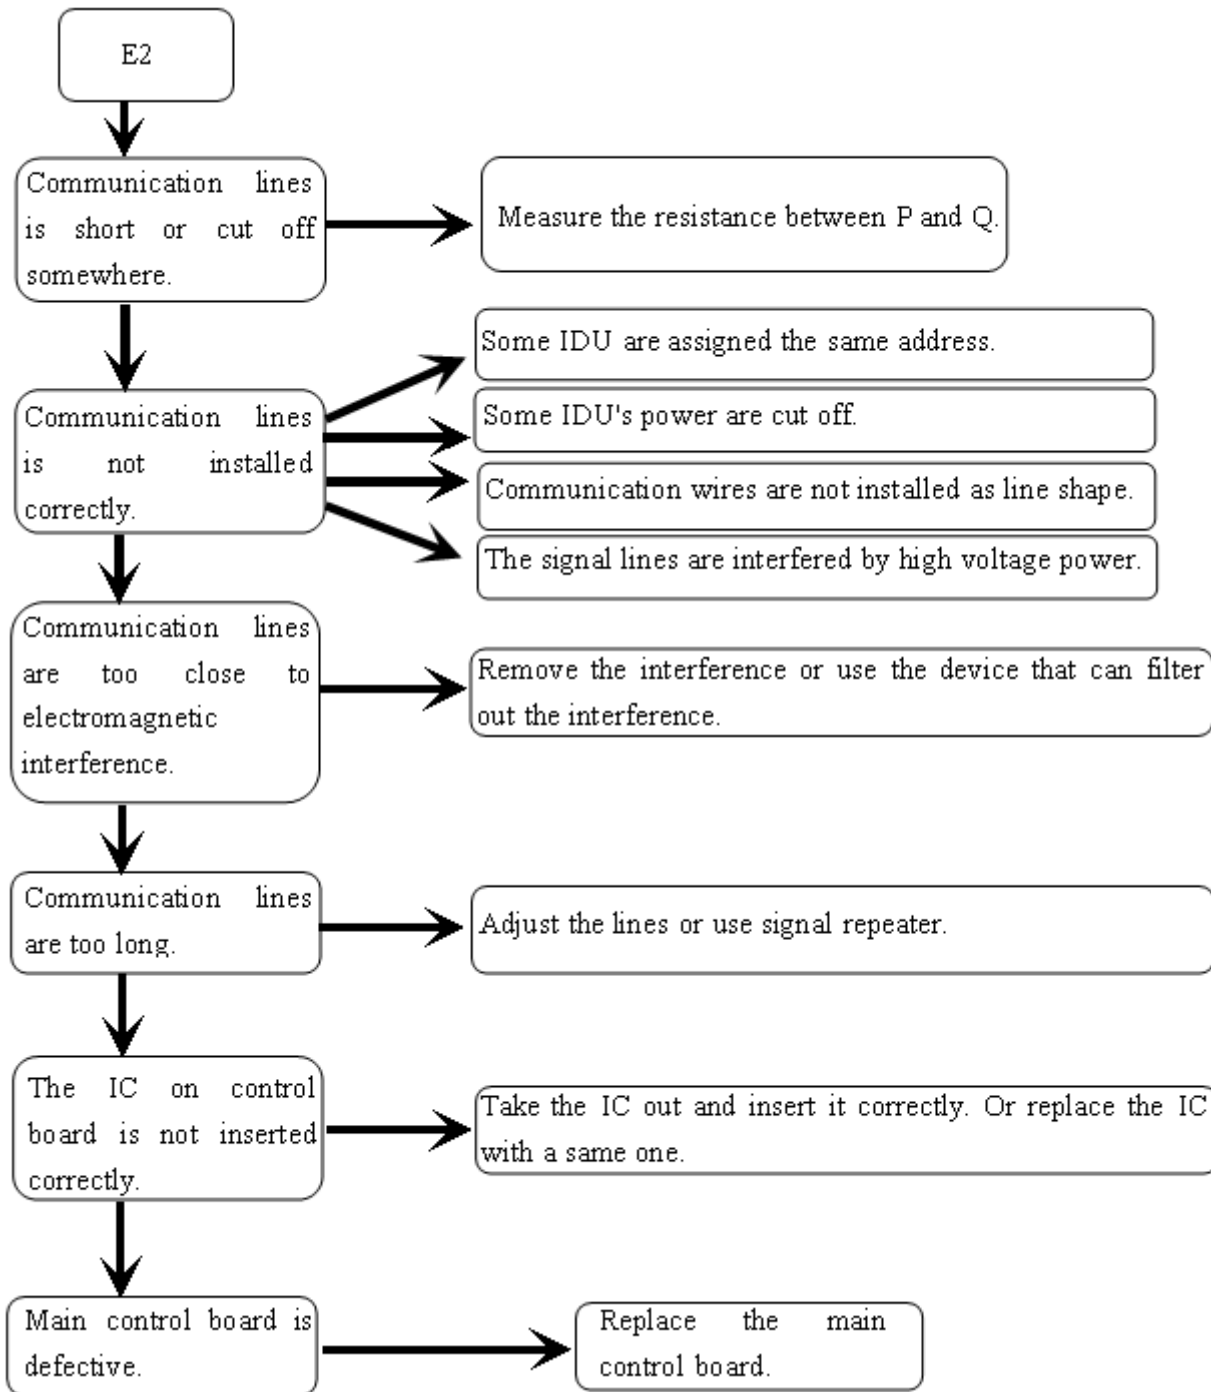 E2
Communication lines
is short or cut off
somewhere.
Measure the resistance between P and Q.
Communication lines
is not installed
correctly.
Some IDU are assigned the same address.
Some IDU's power are cut off.
Communication wires are not installed as line shape.
The signal lines are interfered by high voltage power.
Communication lines
are too close to
electromagnetic
interference.
Remove the interference or use the device that can filter
out the interference.
Communication lines
are too long.
Adjust the lines or use signal repeater.
The IC on control
board is not inserted
correctly.
Take the IC out and insert it correctly. Or replace the IC
with a same one.
Main control board is
defective.
Replace the main
control board.